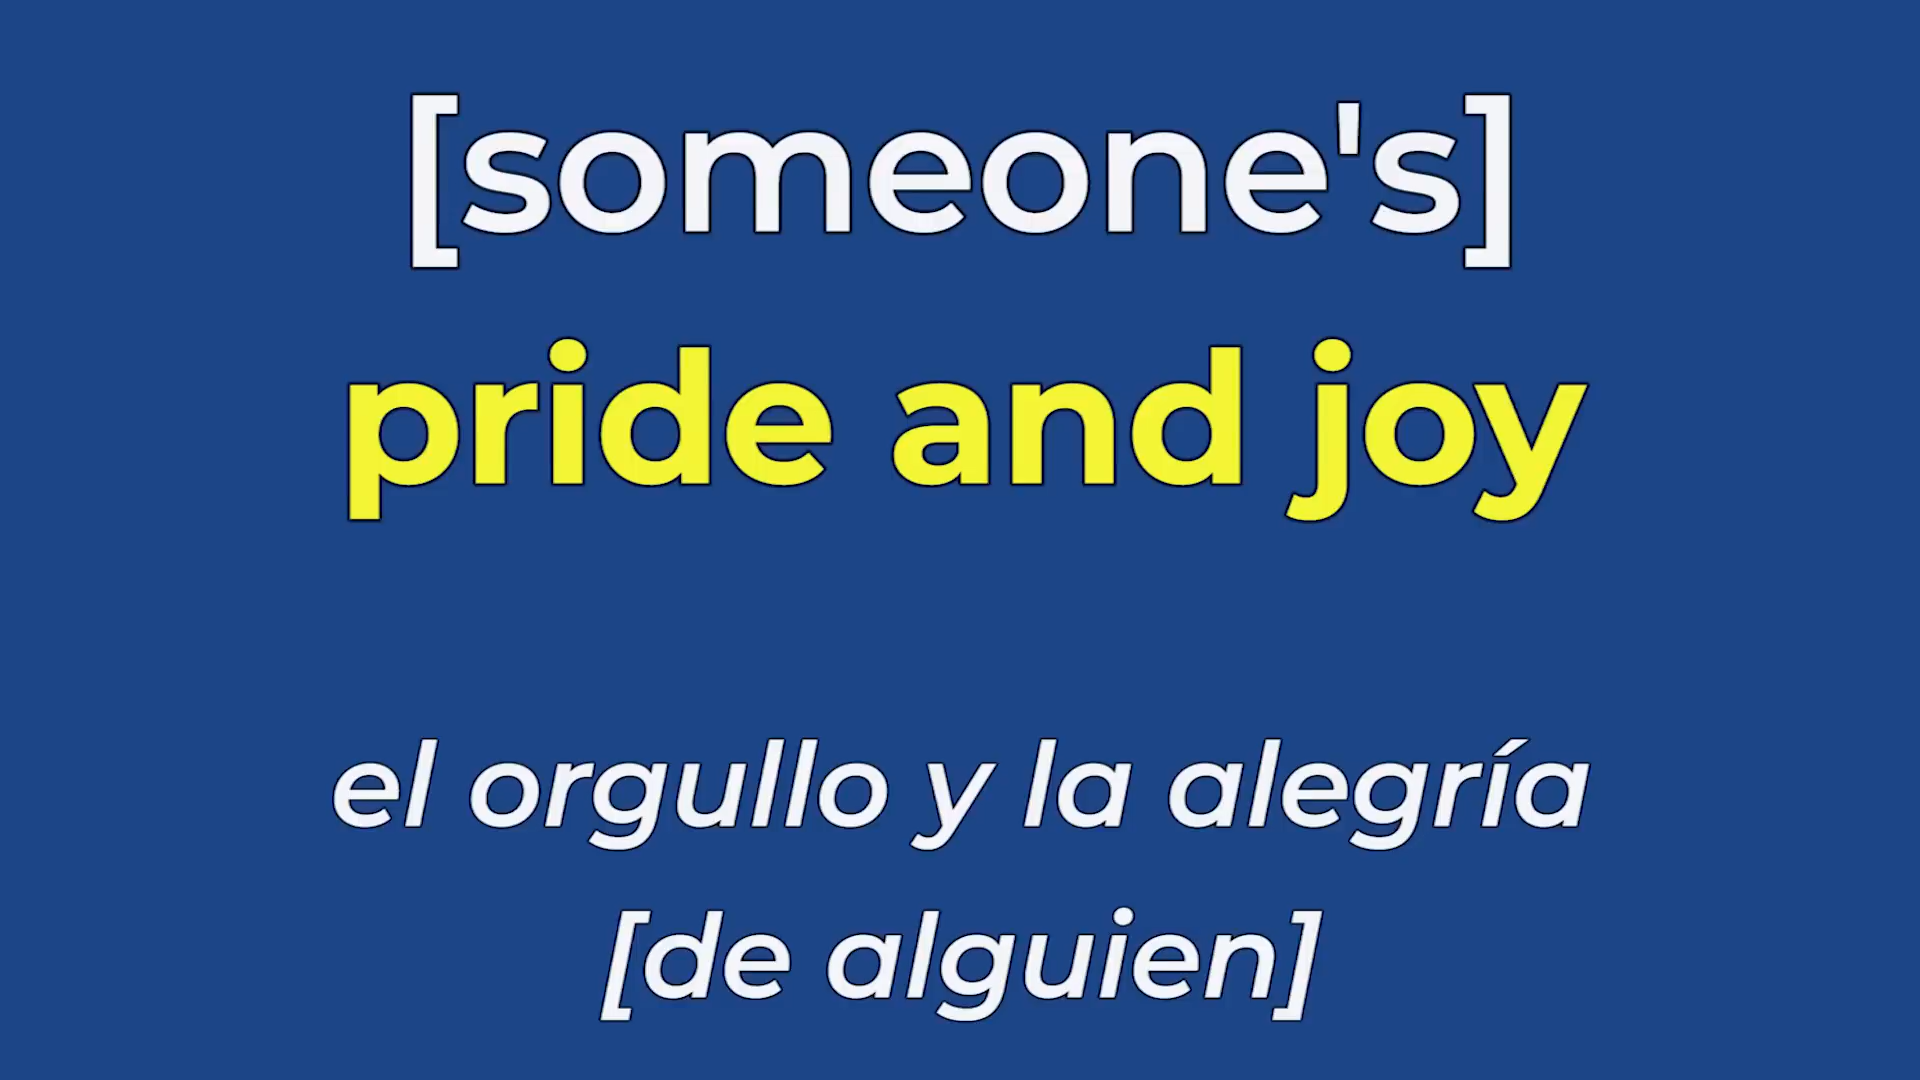 [someone's]
pride and joy
el orgullo y la alegría
[de alguien]